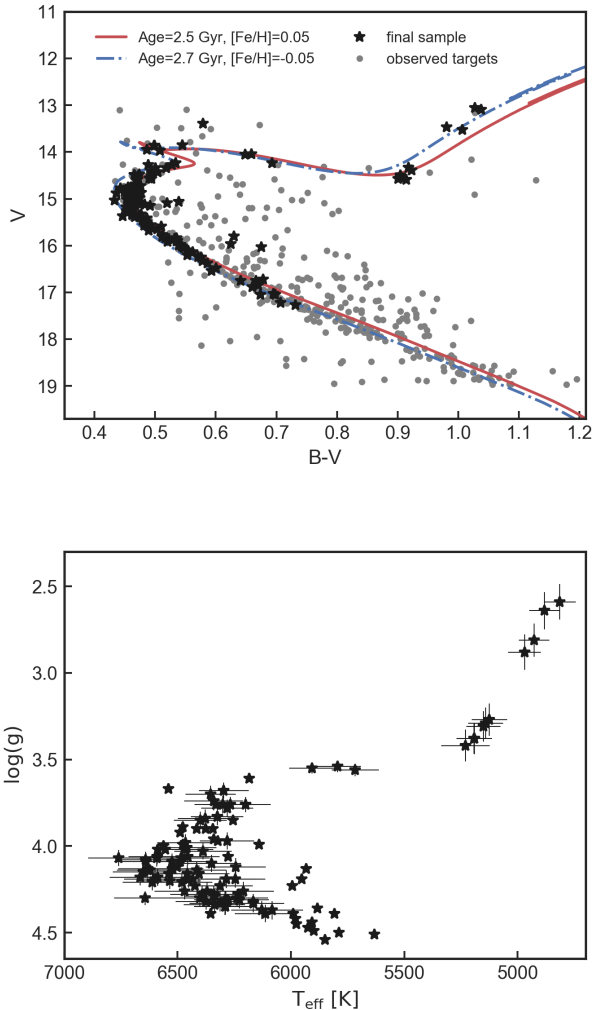 11
Age=2.5 Gyr, [Fe/H]=0.05
final sample
12
Age=2.7 Gyr, [Fe/H]=-0.05
observed targets
13
14
15
V
16
17
18
19
0.4 0.5 0.6 0.7 0.8 0.9 1.0 1.1 1.2
B-V
2.5
3.0
3.5
log(g)
4.0
4.5
7000 6500 6000 5500 5000
T_eff [K]